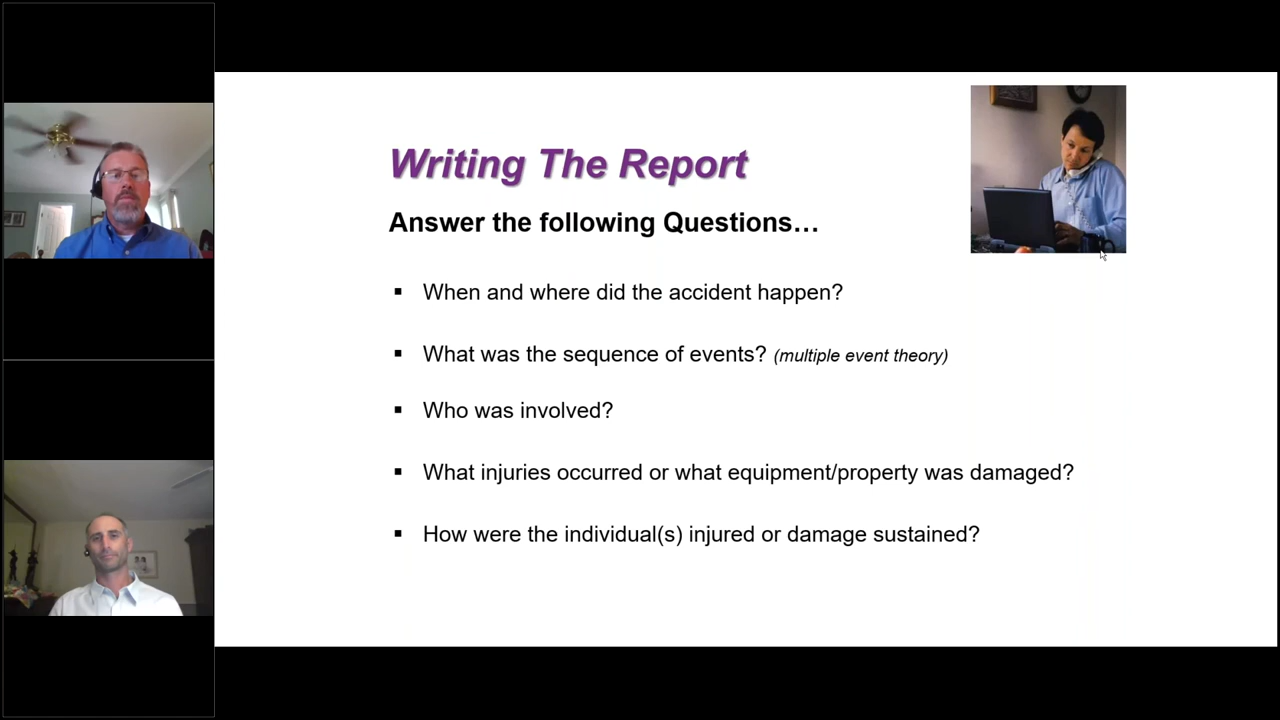 Writing The Report
Answer the following Questions…
▪ When and where did the accident happen?
▪ What was the sequence of events? (multiple event theory)
▪ Who was involved?
▪ What injuries occurred or what equipment/property was damaged?
▪ How were the individual(s) injured or damage sustained?